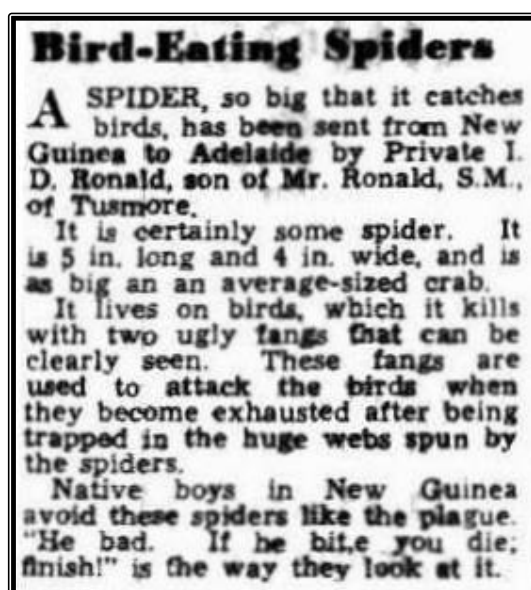 Bird-Eating Spiders
A SPIDER, so big that it catches
birds, has been sent from New
Guinea to Adelaide by Private I.
D. Ronald, son of Mr. Ronald, S.M.,
of Tusmore.
It is certainly some spider. It
is 5 in. long and 4 in. wide, and is
as big an an average-sized crab.
It lives on birds, which it kills
with two ugly fangs that can be
clearly seen. These fangs are
used to attack the birds when
they become exhausted after being
trapped in the huge webs spun by
the spiders.
Native boys in New Guinea
avoid these spiders like the plague.
"He bad. If he bit,e you die;
finish!" is the way they look at it.